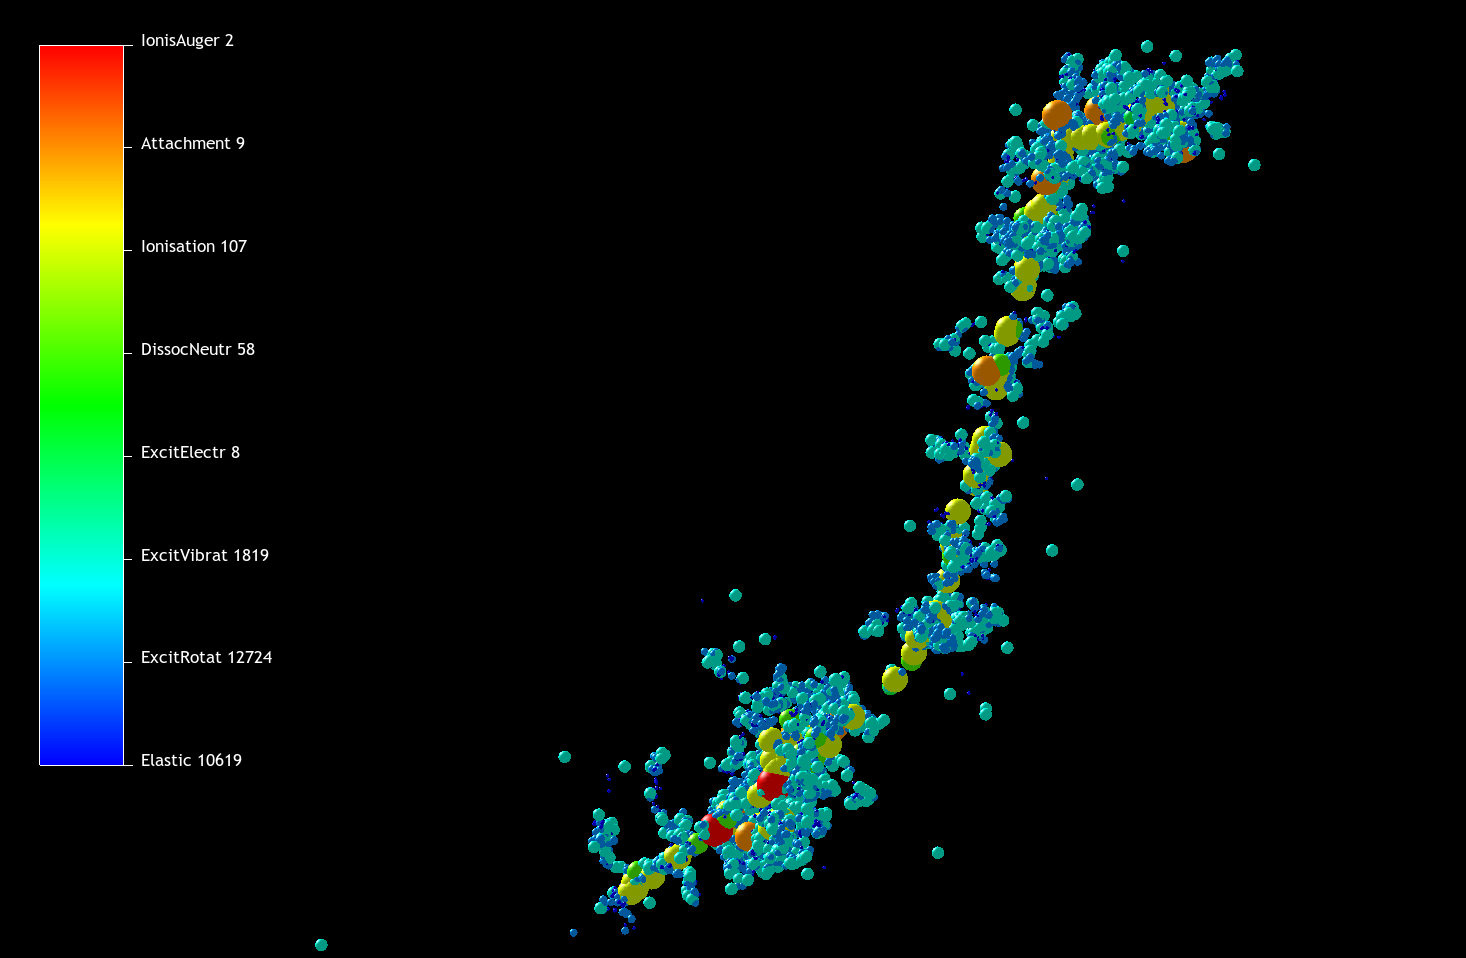 IonisAuger 2
Attachment 9
Ionisation 107
DissocNeutr 58
ExcitElectr 8
ExcitVibrat 1819
ExcitRotat 12724
Elastic 10619